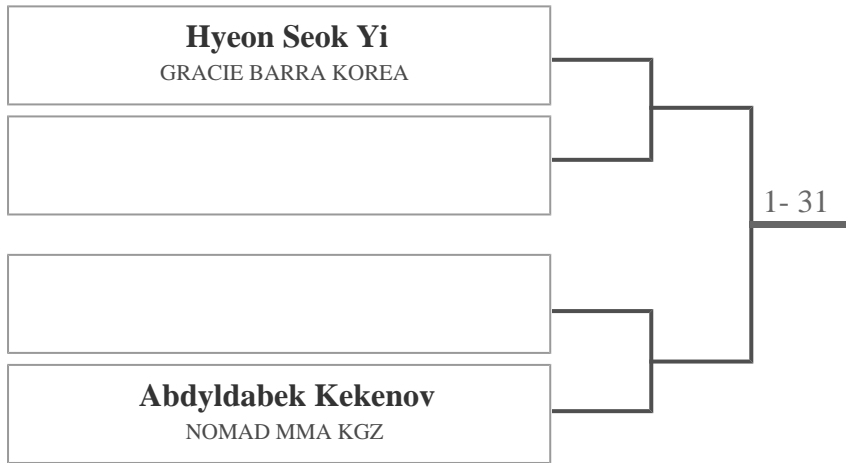 Hyeon Seok Yi
GRACIE BARRA KOREA
1- 31
Abdyldabek Kekenov
NOMAD MMA KGZ